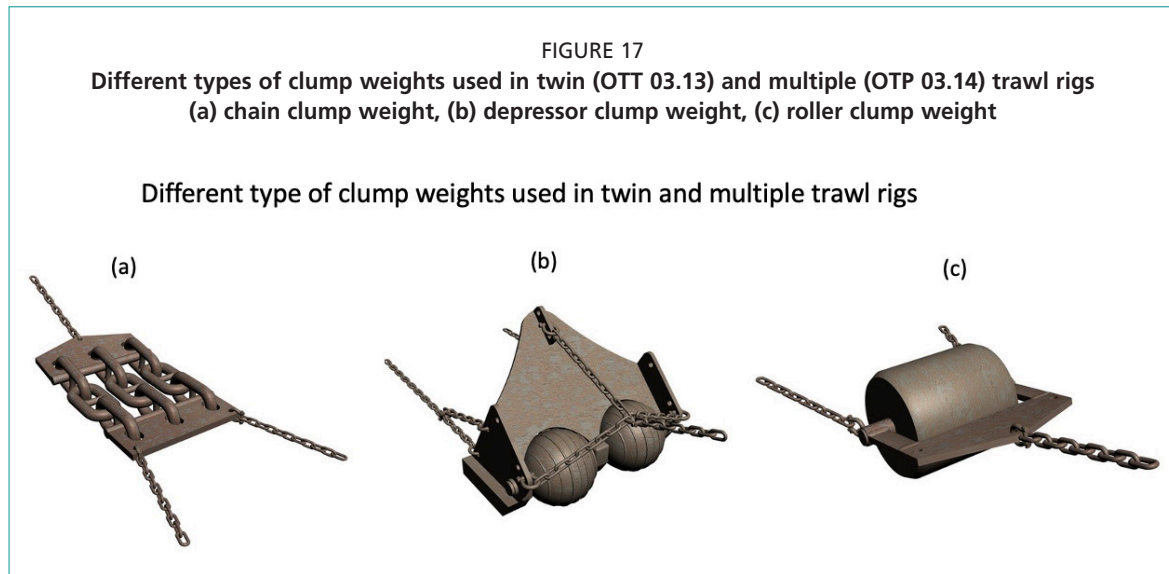 FIGURE 17
Different types of clump weights used in twin (OTT 03.13) and multiple (OTP 03.14) trawl rigs
(a) chain clump weight, (b) depressor clump weight, (c) roller clump weight
Different type of clump weights used in twin and multiple trawl rigs
(a)
(b)
(c)